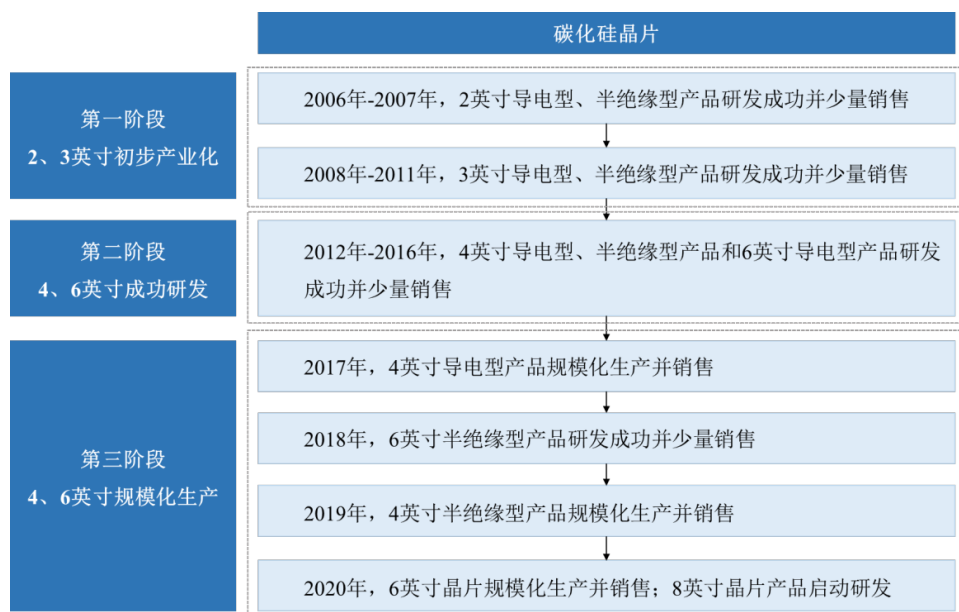 碳化硅晶片
第一阶段
2、3英寸初步产业化
2006年-2007年，2英寸导电型、半绝缘型产品研发成功并少量销售
2008年-2011年，3英寸导电型、半绝缘型产品研发成功并少量销售
第二阶段
4、6英寸成功研发
2012年-2016年，4英寸导电型、半绝缘型产品和6英寸导电型产品研发
成功并少量销售
第三阶段
4、6英寸规模化生产
2017年，4英寸导电型产品规模化生产并销售
2018年，6英寸半绝缘型产品研发成功并少量销售
2019年，4英寸半绝缘型产品规模化生产并销售
2020年，6英寸晶片规模化生产并销售；8英寸晶片产品启动研发